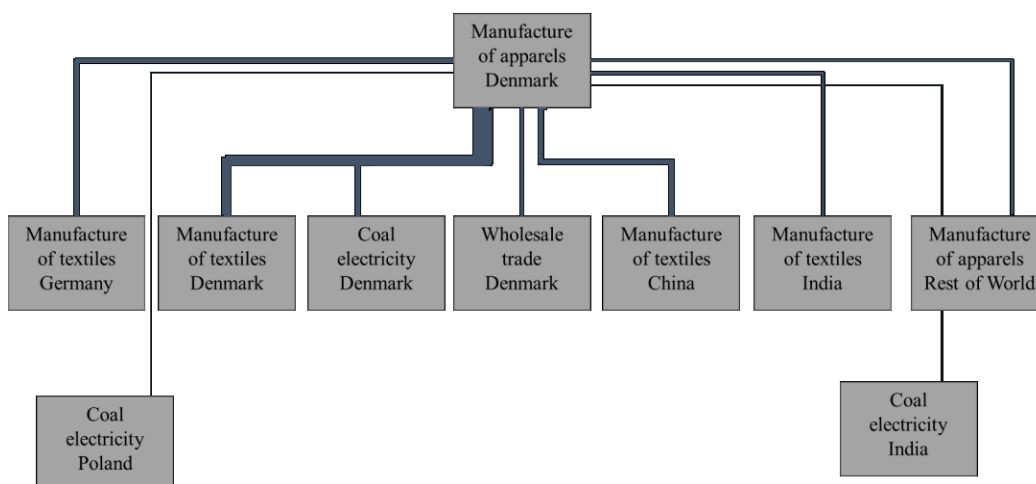 Manufacture
of apparels
Denmark
Manufacture
of textiles
Germany
Manufacture
of textiles
Denmark
Coal
electricity
Denmark
Wholesale
trade
Denmark
Manufacture
of textiles
China
Manufacture
of textiles
India
Manufacture
of apparels
Rest of World
Coal
electricity
Poland
Coal
electricity
India